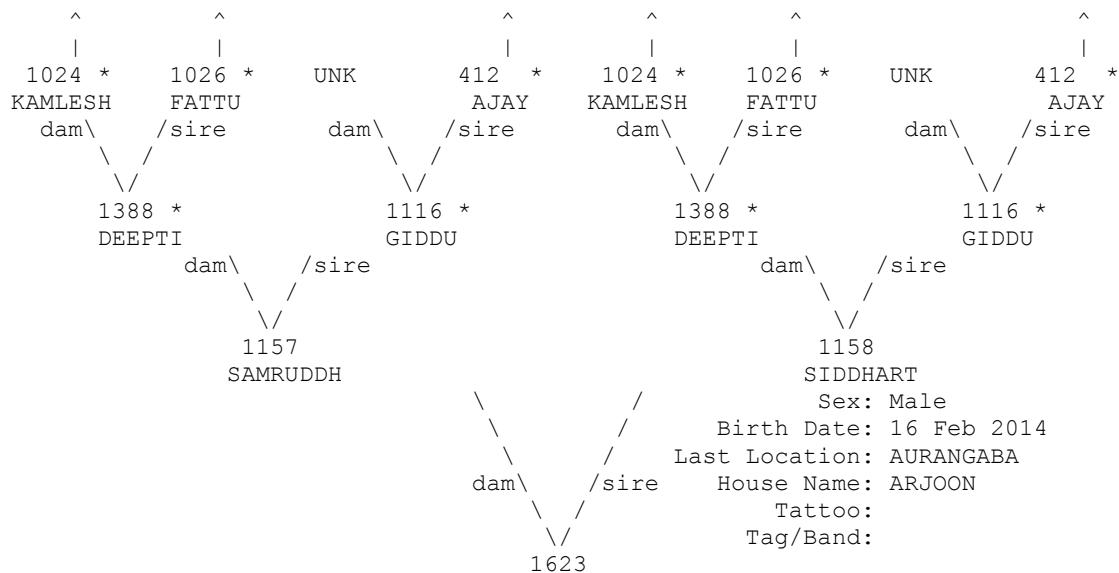 ^ ^ ^ ^ ^ ^
| | | | | |
1024 * 1026 * UNK 412 * 1024 * 1026 * UNK 412 *
KAMLESH FATTU AJAY KAMLESH FATTU AJAY
dam\ /sire dam\ /sire dam\ /sire dam\ /sire
\ / \ / \ / \ /
\/ \/ \/ \/
1388 * 1116 * 1388 * 1116 *
DEEPTI GIDDU DEEPTI GIDDU
dam\ /sire dam\ /sire
\ / \ /
\/ \/
1157 1158
SAMRUDDH SIDDHART
\ / Sex: Male
\ / Birth Date: 16 Feb 2014
\ / Last Location: AURANGABA
dam\ /sire House Name: ARJOON
\ / Tattoo:
\/ Tag/Band:
1623